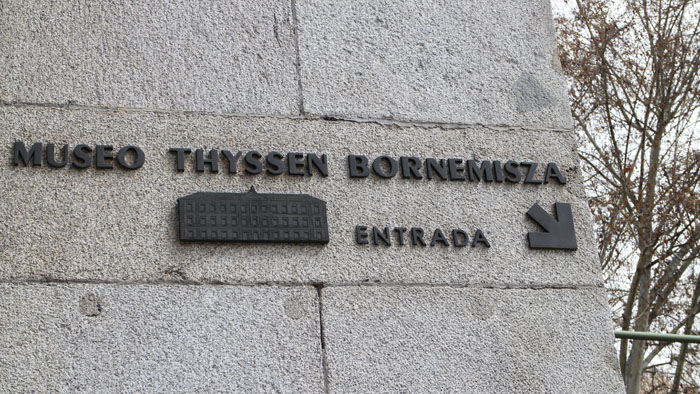 MUSEO THYSSEN BORNEMISZA
ENTRADA